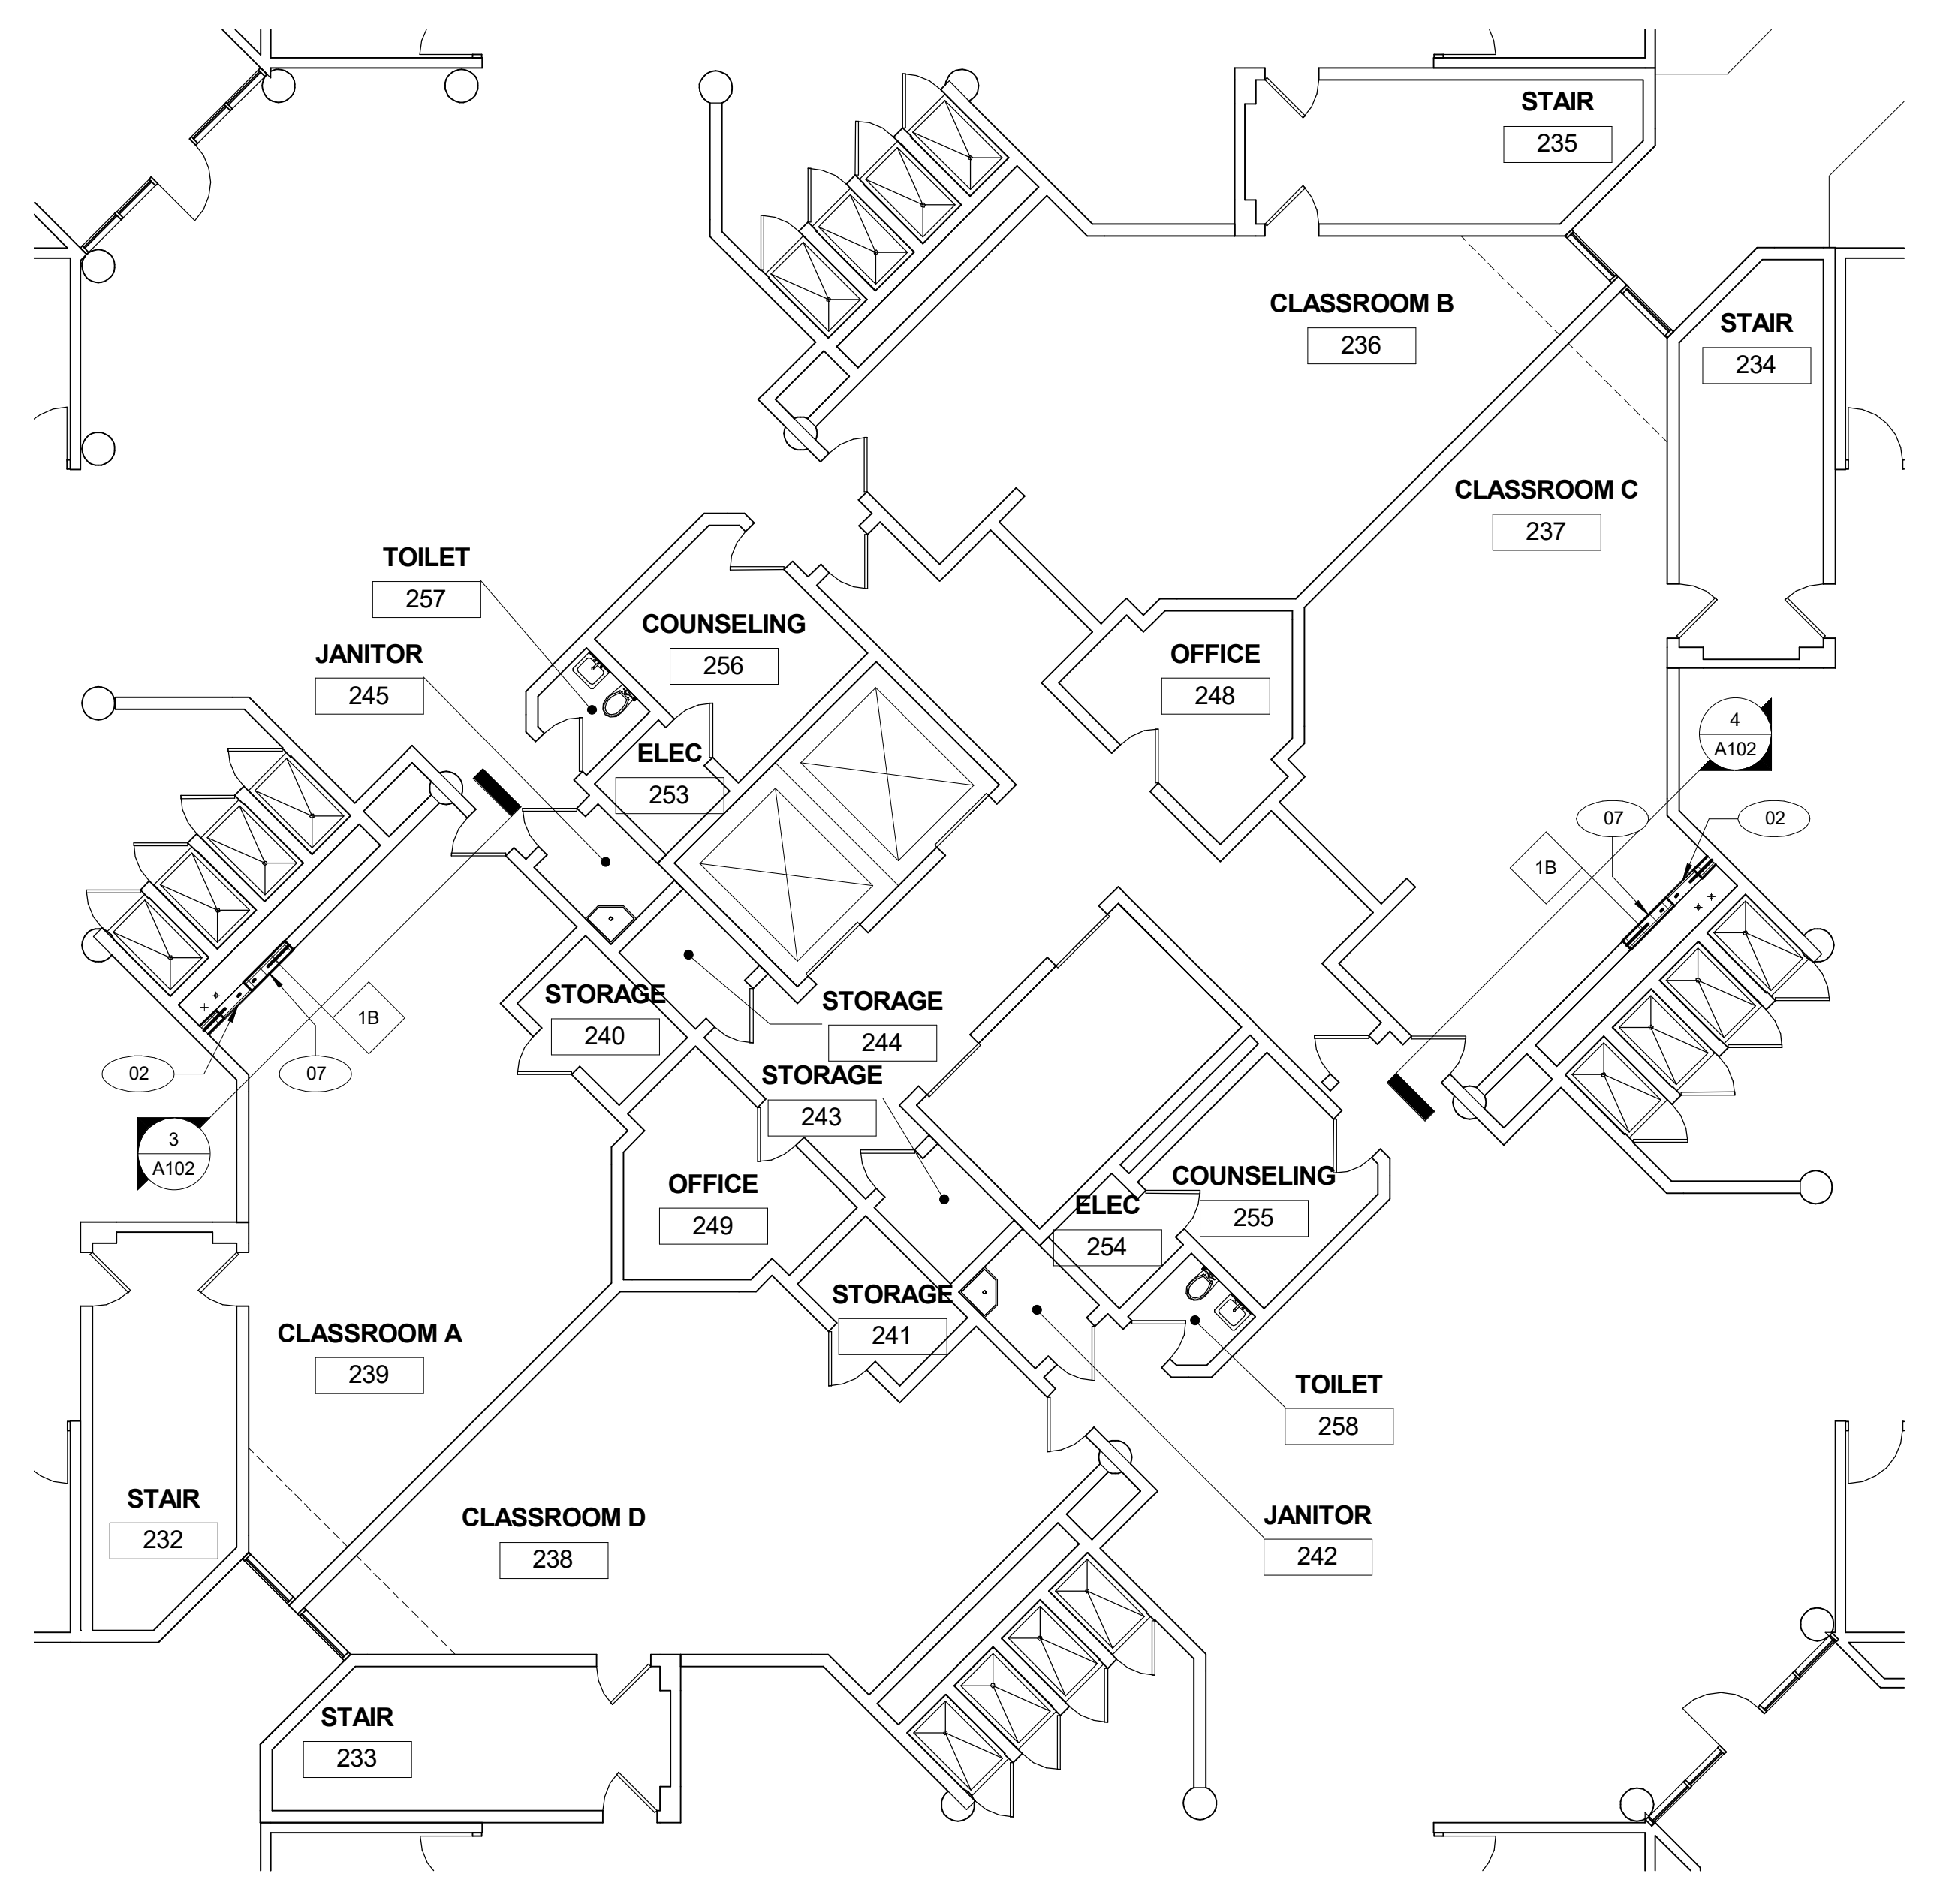 STAIR
235
CLASSROOM B
236
STAIR
234
CLASSROOM C
237
TOILET
257
COUNSELING
256
JANITOR
245
OFFICE
248
ELEC
253
4
A102
07
02
1B
STORAGE
240
STORAGE
244
1B
02
07
STORAGE
243
3
A102
OFFICE
249
COUNSELING
255
ELEC
254
STORAGE
241
CLASSROOM A
239
TOILET
258
STAIR
232
CLASSROOM D
238
JANITOR
242
STAIR
233